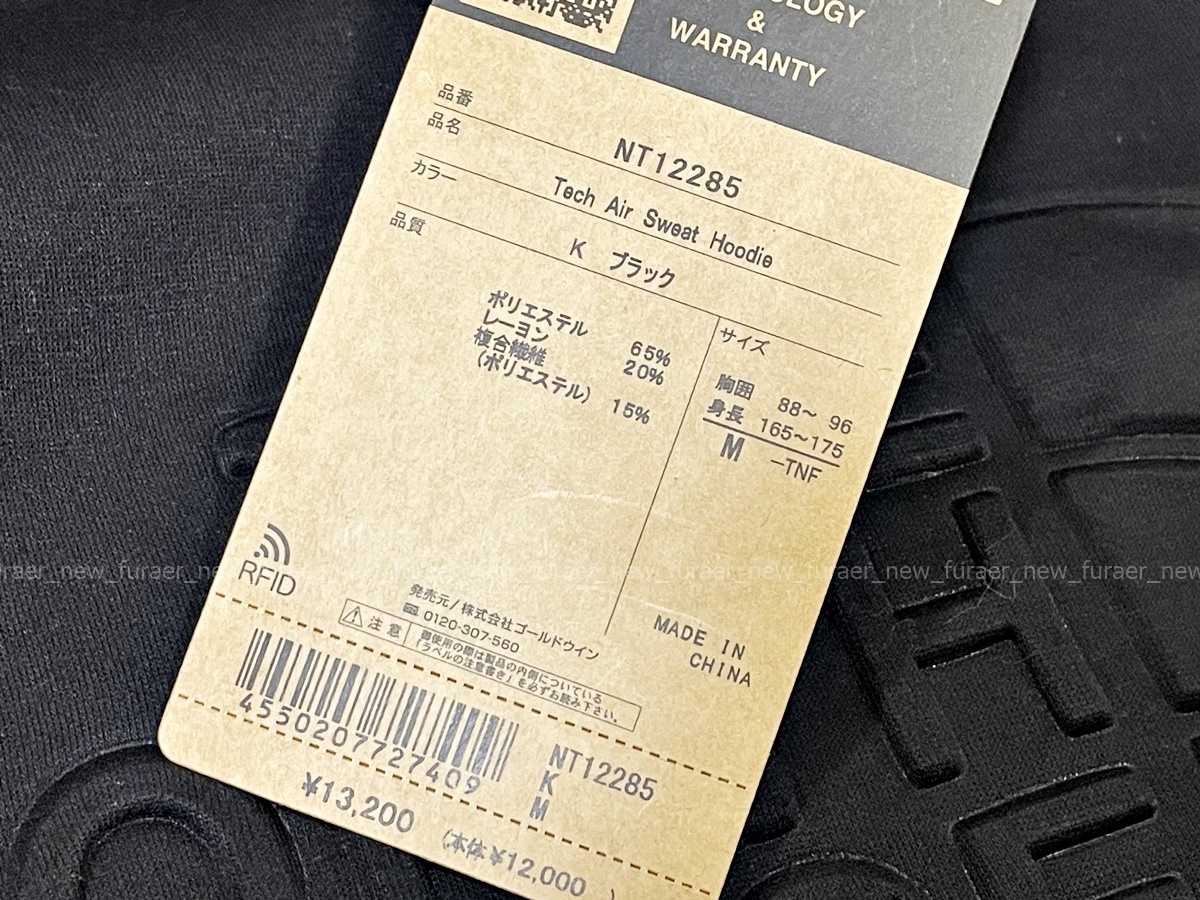 OLOGY
&
WARRANTY
品番
NT12285
品名
Tech Air Sweat Hoodie
カラー
K ブラック
品質
ポリエステル 65%
レーヨン 20%
複合繊維
(ポリエステル) 15%
サイズ
胸囲 88~ 96
身長 165~175
M -TNF
RFID
発売元/株式会社ゴールドウイン
0120-307-560
注意
御使用の際は製品の内側についている
「ラベルの注意書き」を必ずお読み下さい。
MADE IN
CHINA
4550207727409
NT12285
K
M
¥13,200
(本体¥12,000 )
furaer_new_furaer_new_furaer_new_furaer_new_furaer_new
THE